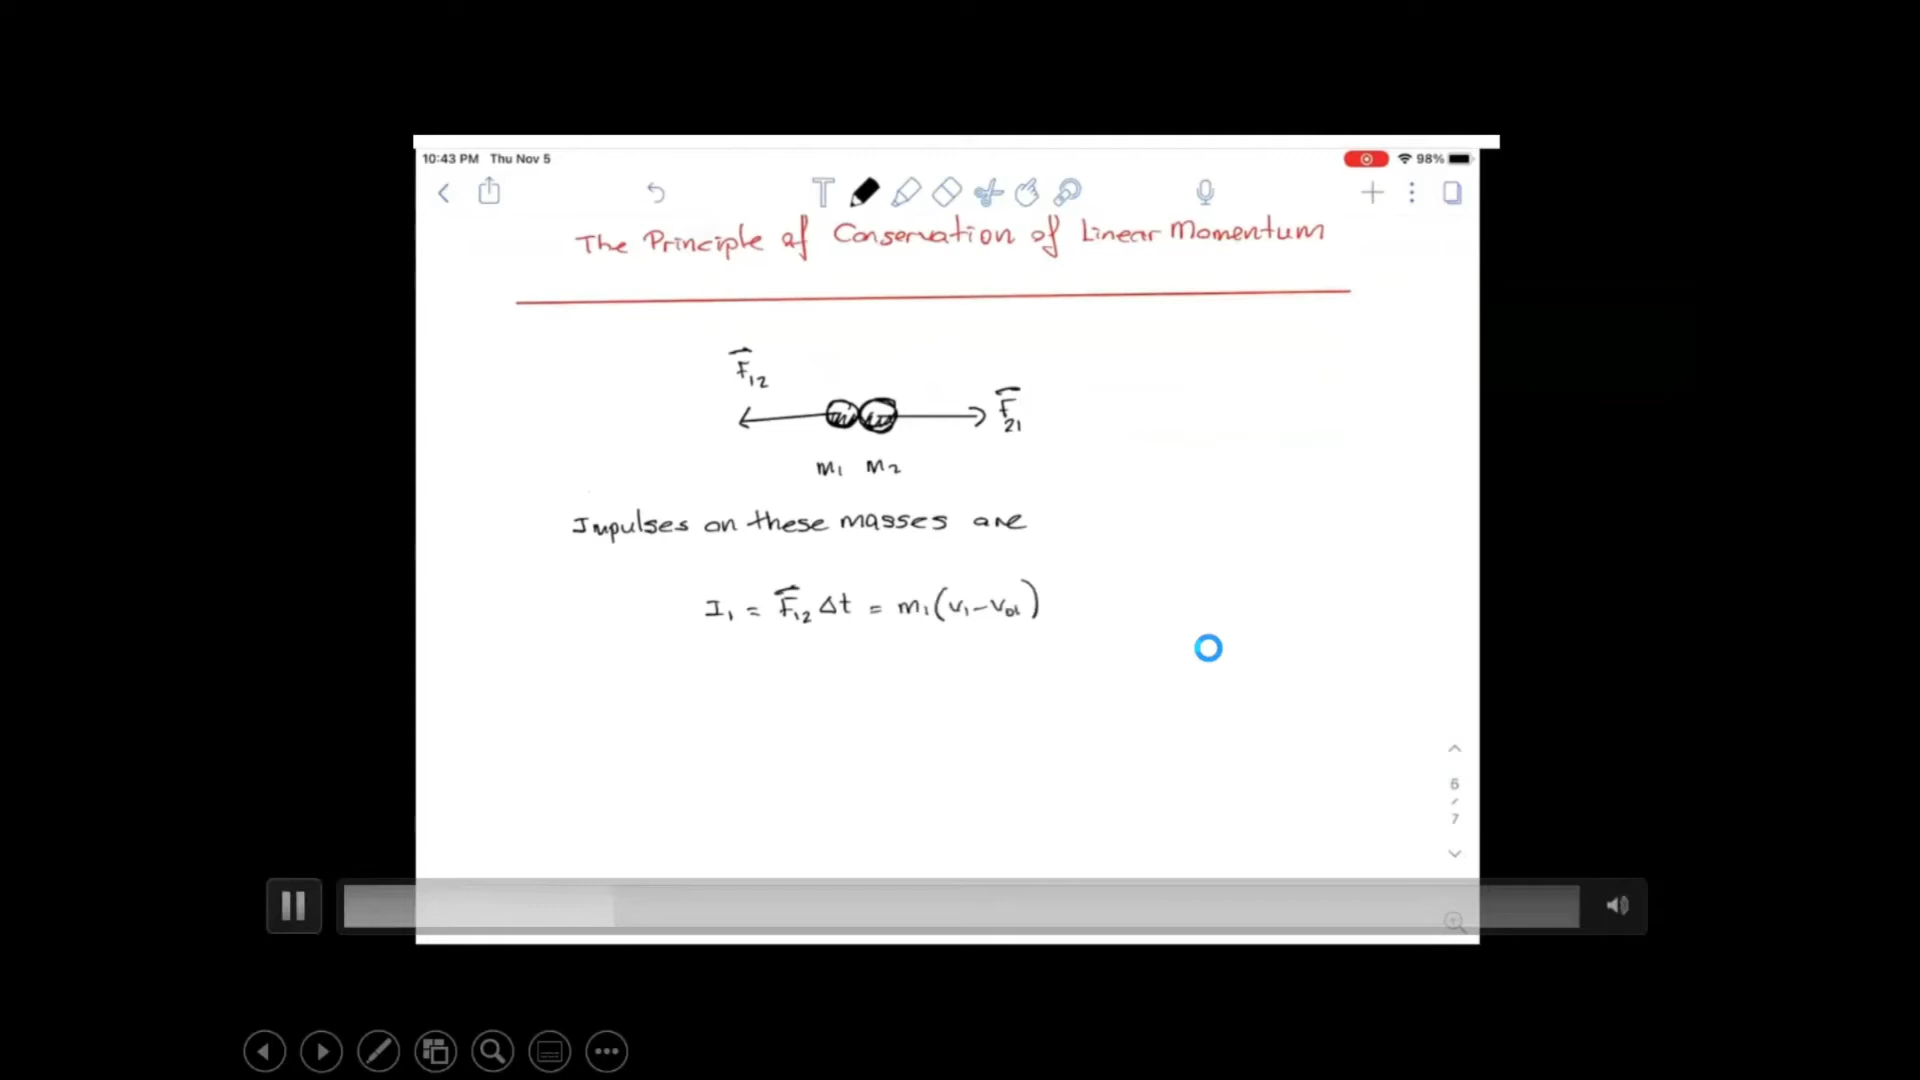 10:43 PM Thu Nov 5 98%
T
The Principle of Conservation of Linear Momentum
F₁₂
F₂₁
m₁ m₂
Impulses on these masses are
I₁ = F₁₂ Δt = m₁(v₁-v₀₁)
6
/
7